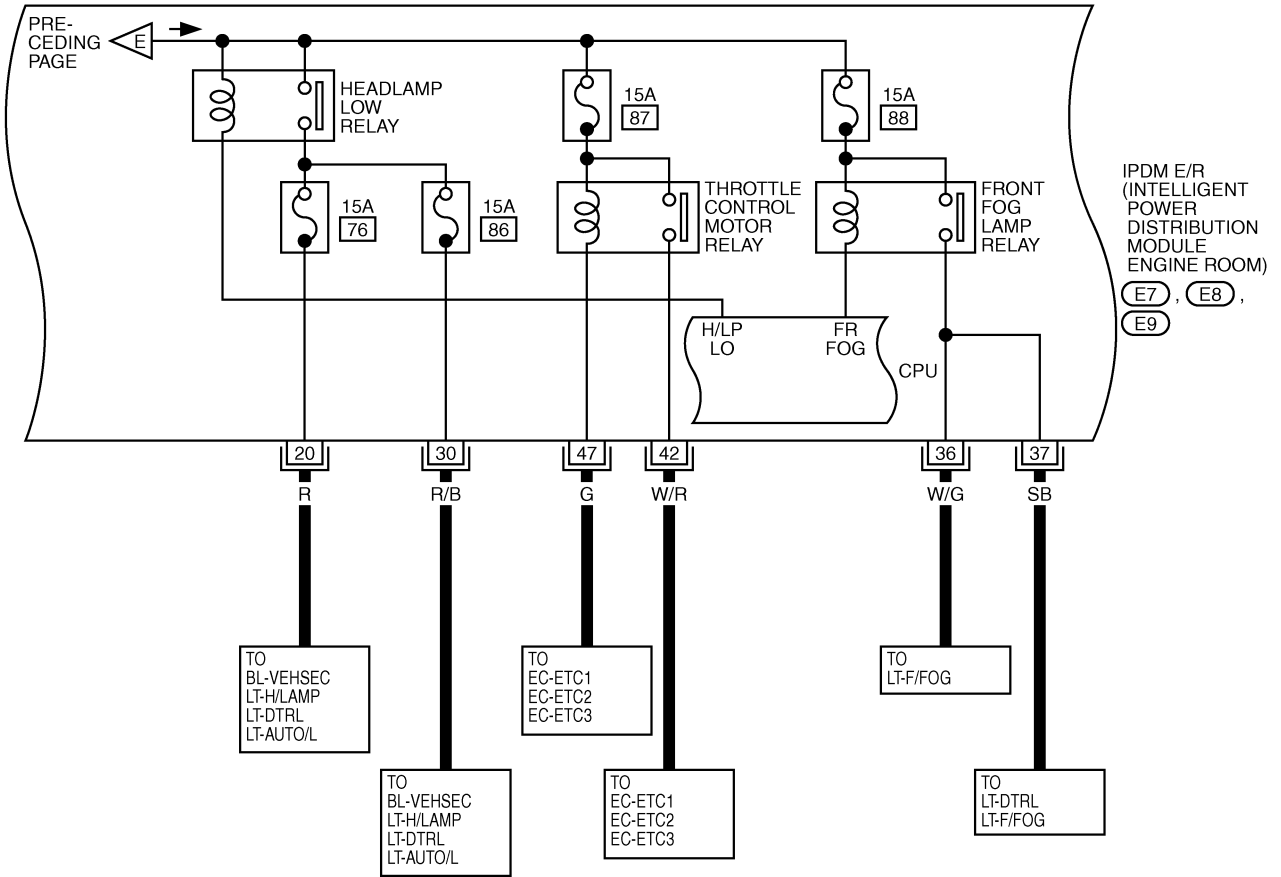 PRE-
CEDING
PAGE
E
HEADLAMP
LOW
RELAY
15A
87
15A
88
15A
76
15A
86
THROTTLE
CONTROL
MOTOR
RELAY
FRONT
FOG
LAMP
RELAY
IPDM E/R
(INTELLIGENT
POWER
DISTRIBUTION
MODULE
ENGINE ROOM)
E7 , E8 ,
E9
H/LP
LO
FR
FOG
CPU
20
30
47
42
36
37
R
R/B
G
W/R
W/G
SB
TO
BL-VEHSEC
LT-H/LAMP
LT-DTRL
LT-AUTO/L
TO
EC-ETC1
EC-ETC2
EC-ETC3
TO
LT-F/FOG
TO
BL-VEHSEC
LT-H/LAMP
LT-DTRL
LT-AUTO/L
TO
EC-ETC1
EC-ETC2
EC-ETC3
TO
LT-DTRL
LT-F/FOG